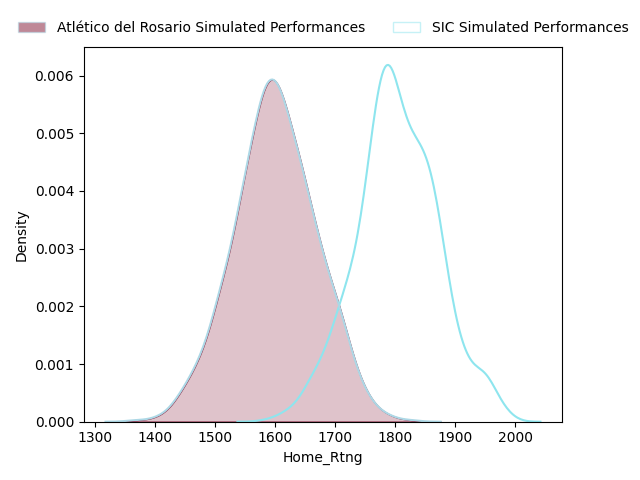 Atlético del Rosario Simulated Performances
SIC Simulated Performances
0.006
0.005
0.004
0.003
0.002
0.001
0.000
Density
1300 1400 1500 1600 1700 1800 1900 2000
Home_Rtng